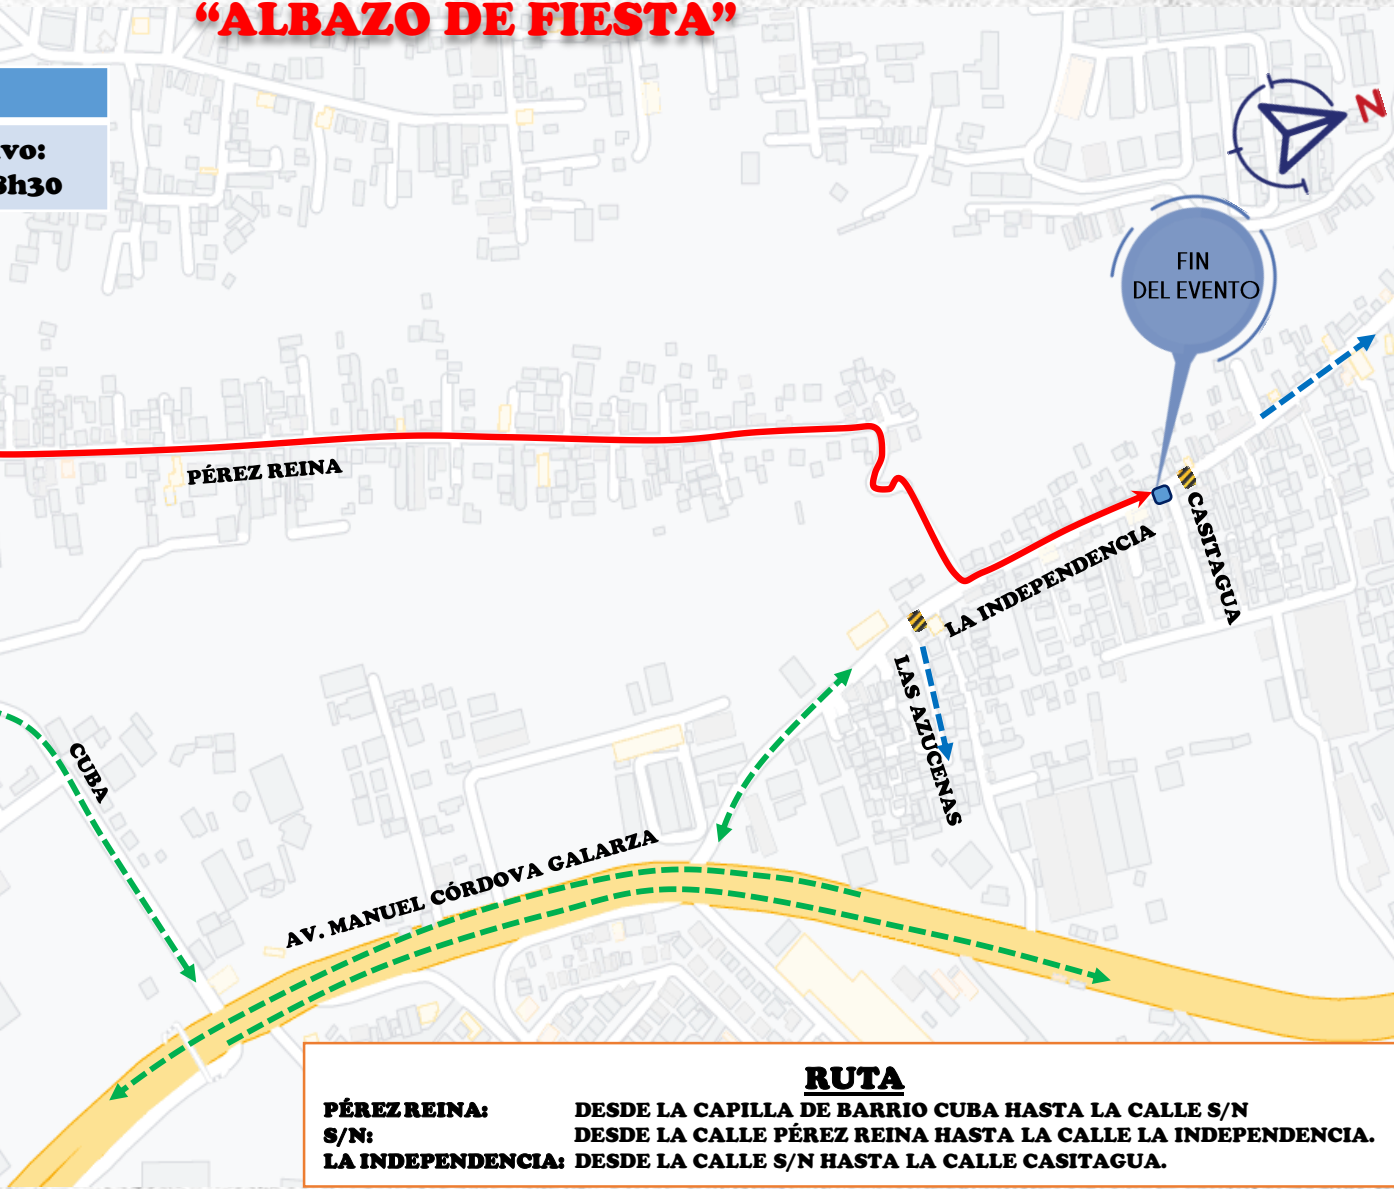 “ALBAZO DE FIESTA”
vo:
8h30
N
FIN
DEL EVENTO
PÉREZ REINA
CASITAGUA
LA INDEPENDENCIA
LAS AZUCENAS
CUBA
AV. MANUEL CÓRDOVA GALARZA
RUTA
PÉREZ REINA: DESDE LA CAPILLA DE BARRIO CUBA HASTA LA CALLE S/N
S/N: DESDE LA CALLE PÉREZ REINA HASTA LA CALLE LA INDEPENDENCIA.
LA INDEPENDENCIA: DESDE LA CALLE S/N HASTA LA CALLE CASITAGUA.